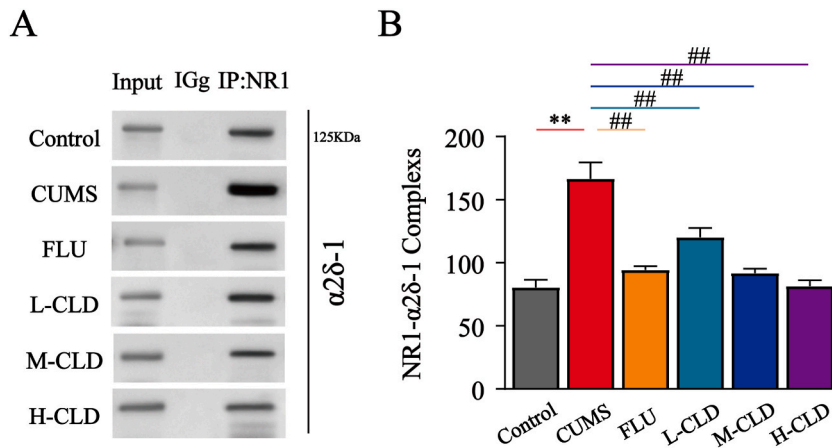 A
Input IGg IP:NR1
Control
125KDa
CUMS
FLU
L-CLD
M-CLD
H-CLD
α2δ-1
B
##
##
##
** ##
NR1-α2δ-1 Complexs
200
150
100
50
0
Control
CUMS
FLU
L-CLD
M-CLD
H-CLD